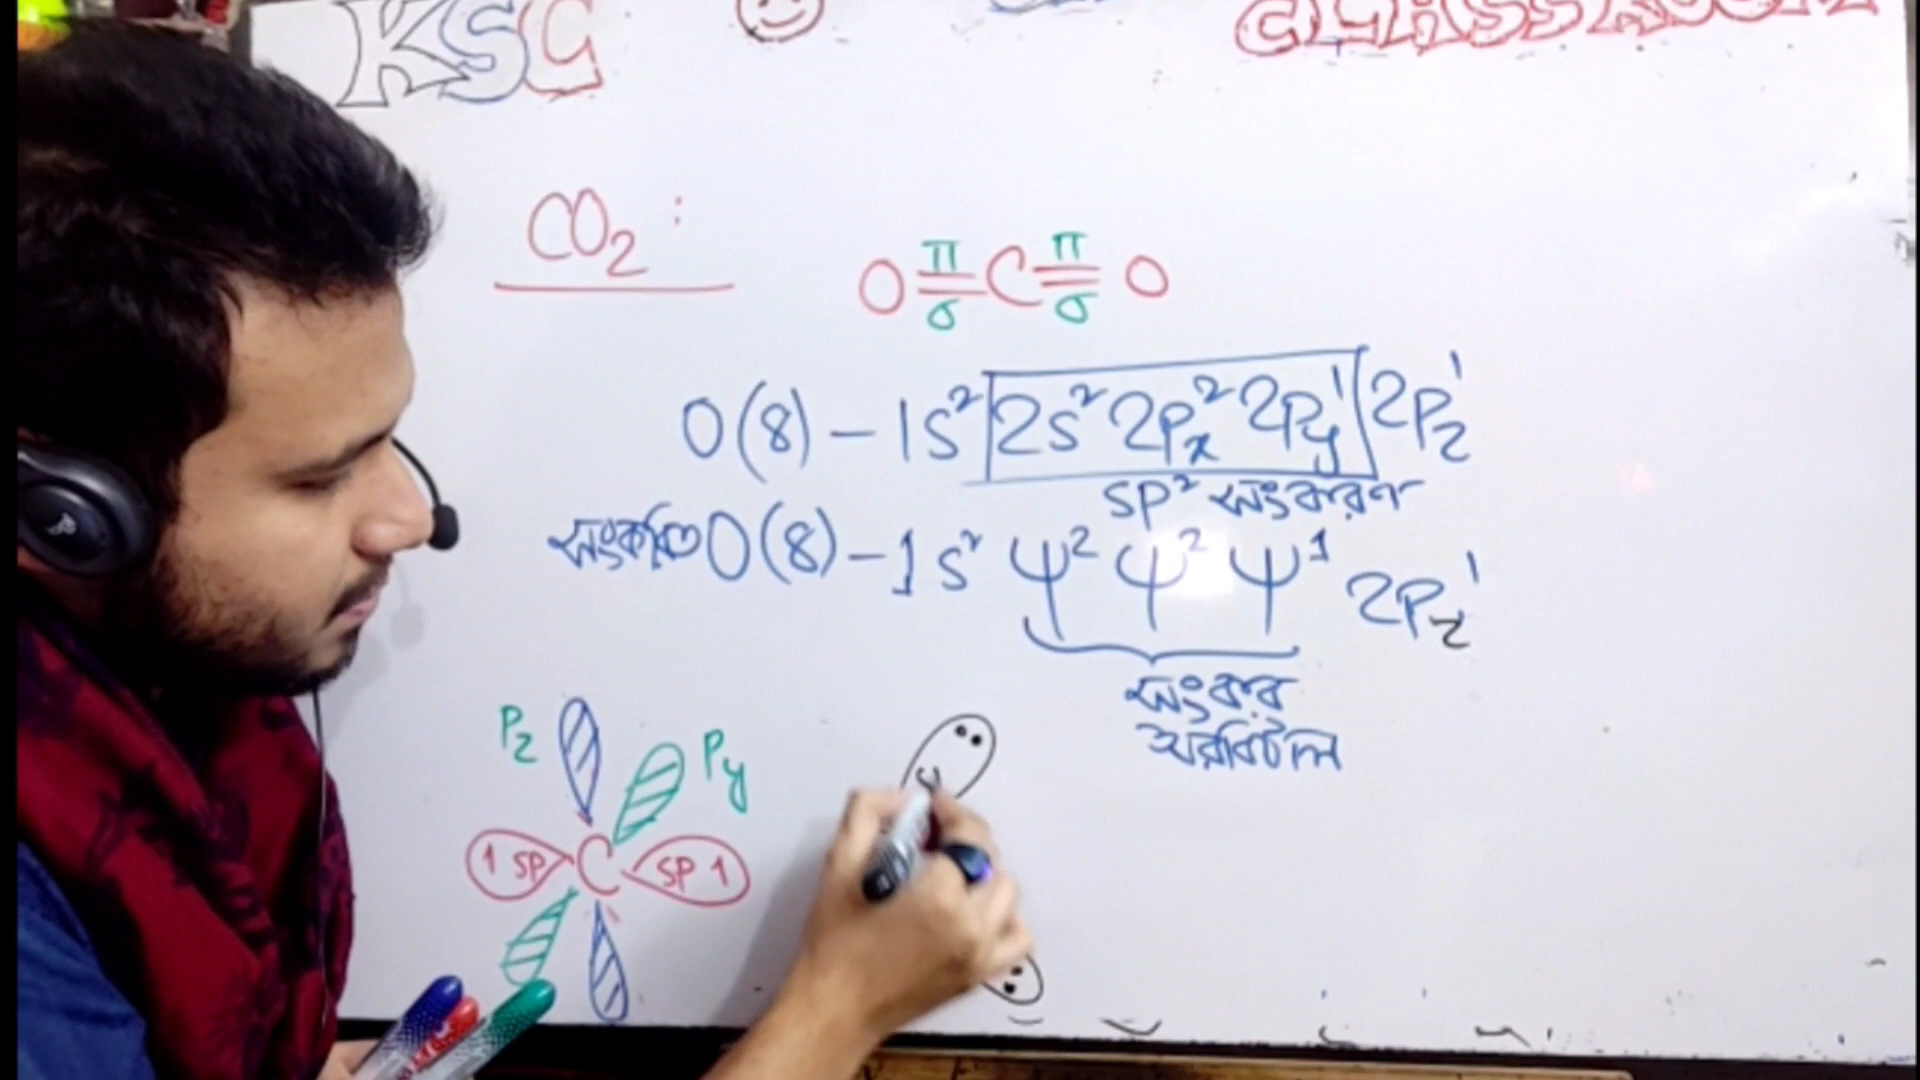 KSC CLASSROOM
CO₂ :
O π/σ = C π/σ = O
O(8) – 1s² 2s² 2Px² 2Py¹ 2Pz¹
sp² সংকরণ
সংকরিত O(8) – 1s² ψ² ψ² ψ¹ 2Pz¹
সংকর
অরবিটাল
Pz Py
1 sp C sp 1